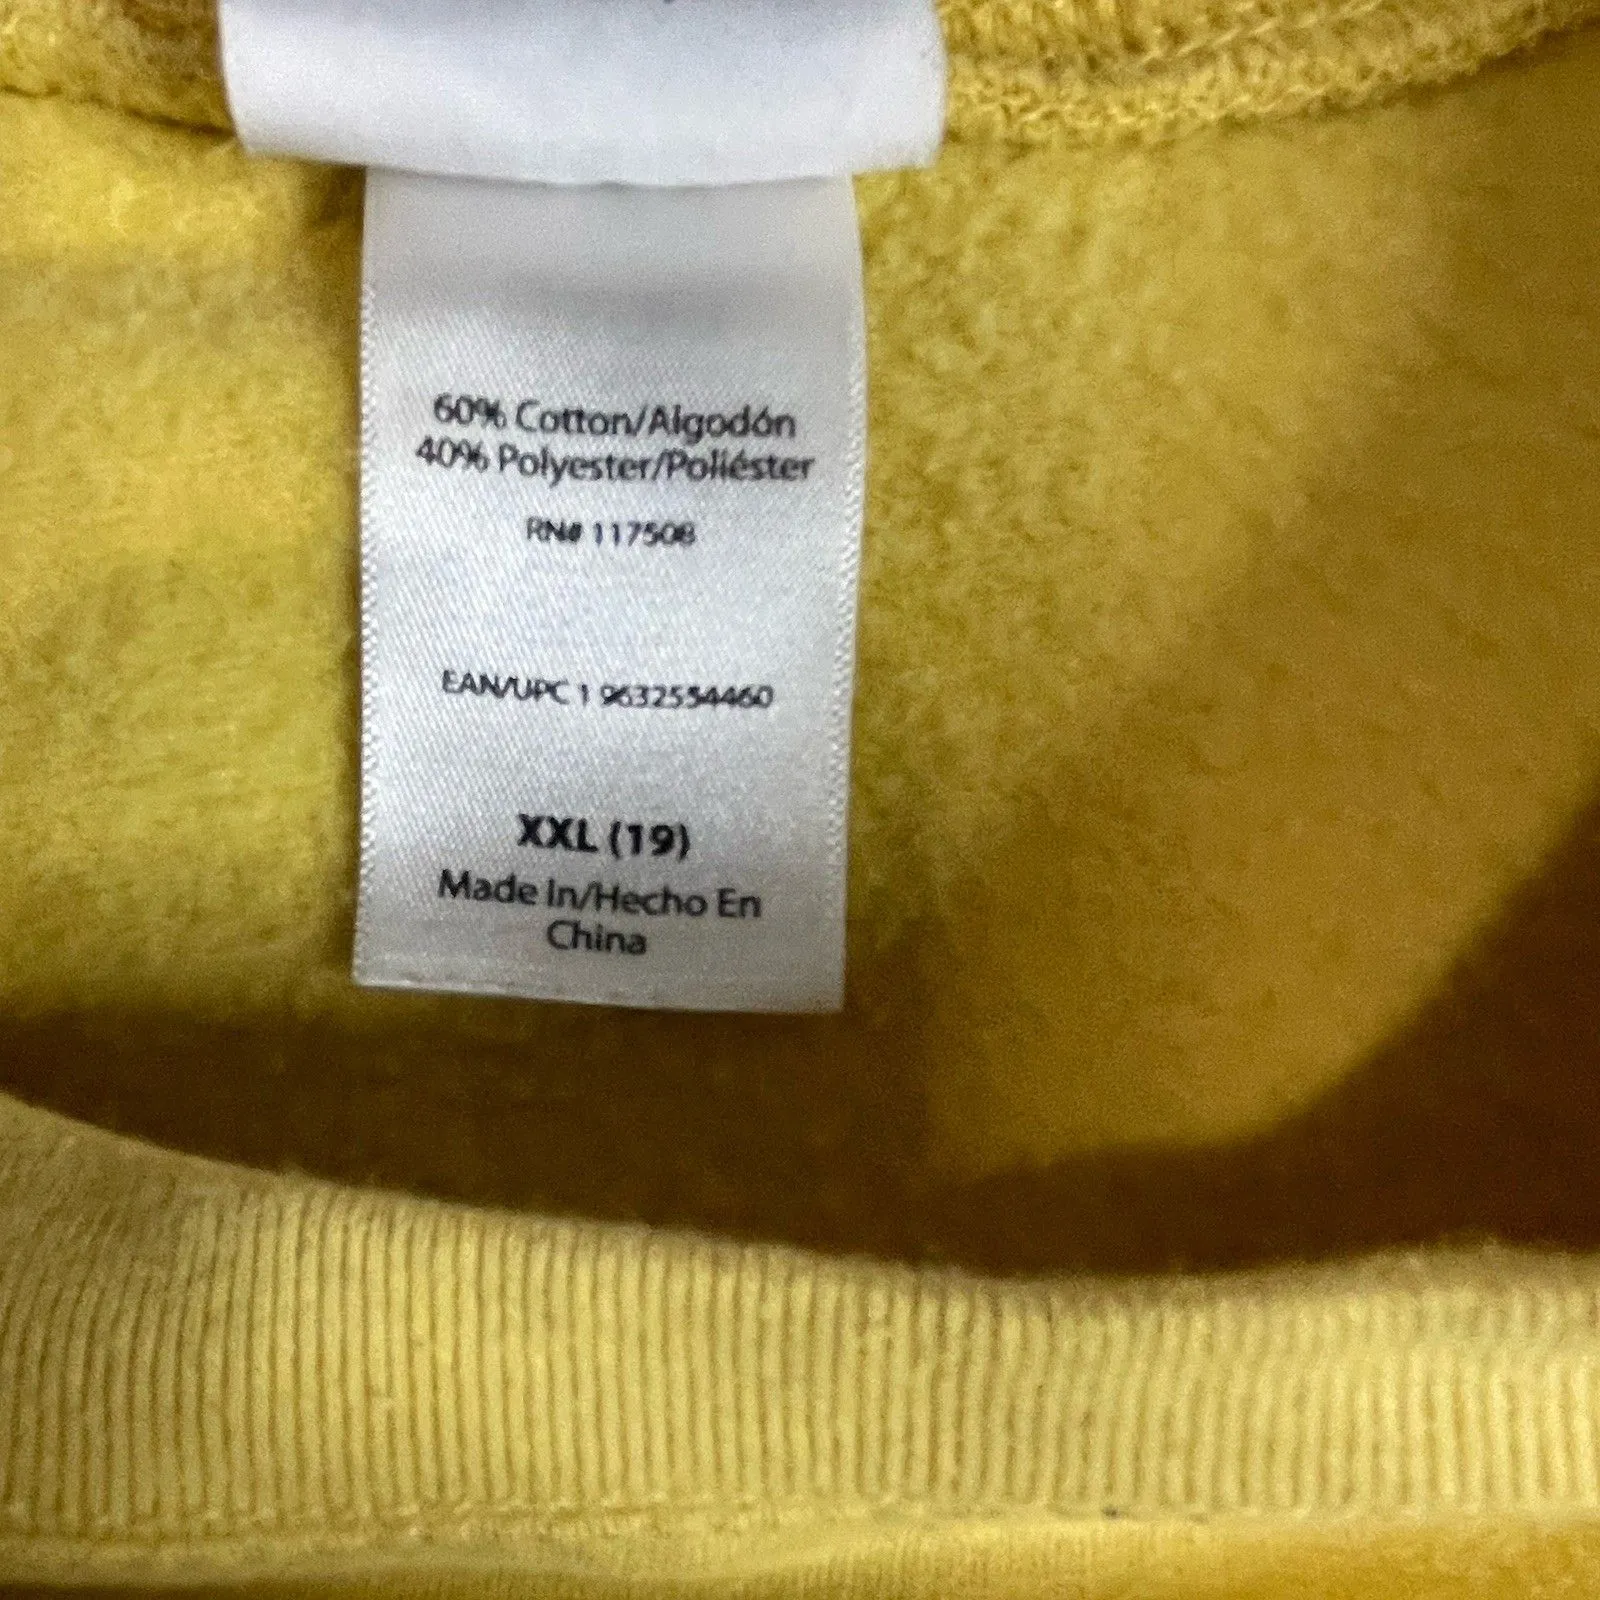 60% Cotton/Algodón
40% Polyester/Poliéster
RN# 117508
EAN/UPC 1 9632554460
XXL (19)
Made In/Hecho En
China